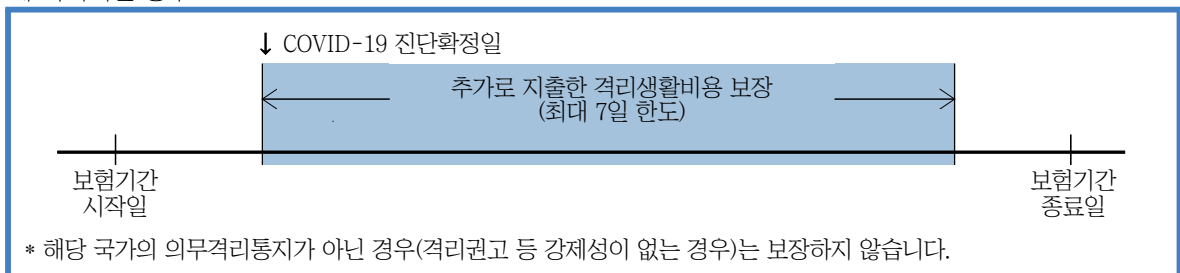 ↓ COVID-19 진단확정일
추가로 지출한 격리생활비용 보장
(최대 7일 한도)
보험기간
시작일
보험기간
종료일
* 해당 국가의 의무격리통지가 아닌 경우(격리권고 등 강제성이 없는 경우)는 보장하지 않습니다.